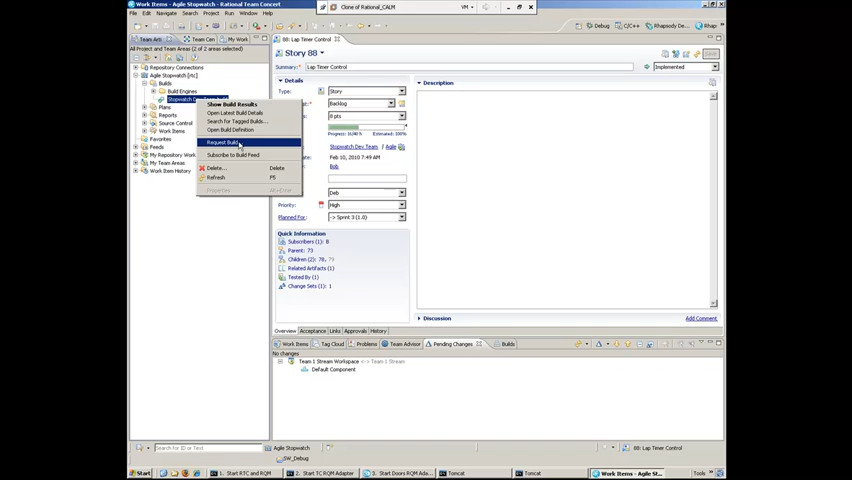 Work Items - Agile Stopwatch - Rational Team Concert
Clone of Rational_CALM
VM
File Edit Navigate Search Project Run Window Help
Debug
C/C++
Rhapsody De...
Rhap
Team Arti
Team Cen
My Work
88: Lap Timer Control
All Project and Team Areas (2 of 2 areas selected)
Repository Connections
Agile Stopwatch [rtc]
Builds
Build Engines
Plans
Reports
Source Control
Work Items
Favorites
Feeds
My Repository Work
My Team Areas
Work Item History
Show Build Results
Open Latest Build Details
Search for Tagged Builds...
Open Build Definition
Request Build...
Subscribe to Build Feed
Delete... Delete
Refresh F5
Properties Alt+Enter
Story 88
Summary:* Lap Timer Control
Implemented
Details
Type: Story
Backlog
8 pts
Progress: 16/40 h Estimated: 100%
Stopwatch Dev Team / Agile
Feb 10, 2010 7:49 AM
Bob
Deb
Priority: High
Planned For: -> Sprint 3 (1.0)
Quick Information
Subscribers (1): B
Parent: 73
Children (2): 78, 79
Related Artifacts (1)
Tested By (1)
Change Sets (1)
Description
Discussion
Add Comment
Overview Acceptance Links Approvals History
Work Items Tag Cloud Problems Team Advisor Pending Changes Builds
No changes
Team 1 Stream Workspace <-> Team 1 Stream
Default Component
Search for ID or Text
Agile Stopwatch
88: Lap Timer Control
SW_Debug
Start
1. Start RTC and RQM
2. Start TC RQM Adapter
3. Start Doors RQM Ada...
Tomcat
Tomcat
Work Items - Agile St...
Tools